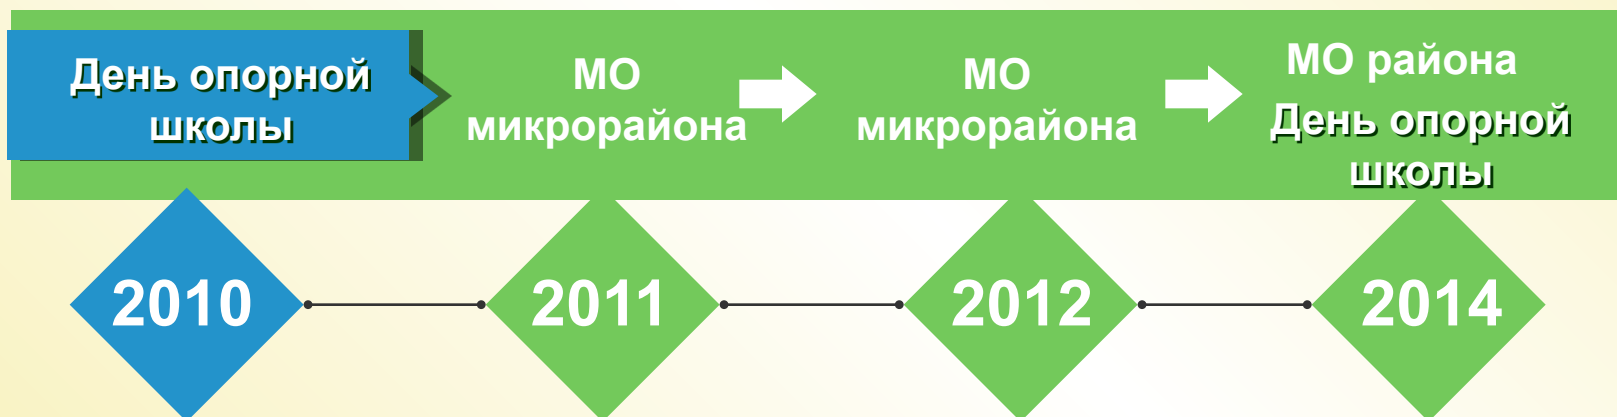 День опорной
школы
МО
микрорайона
МО
микрорайона
МО района
День опорной
школы
2010
2011
2012
2014